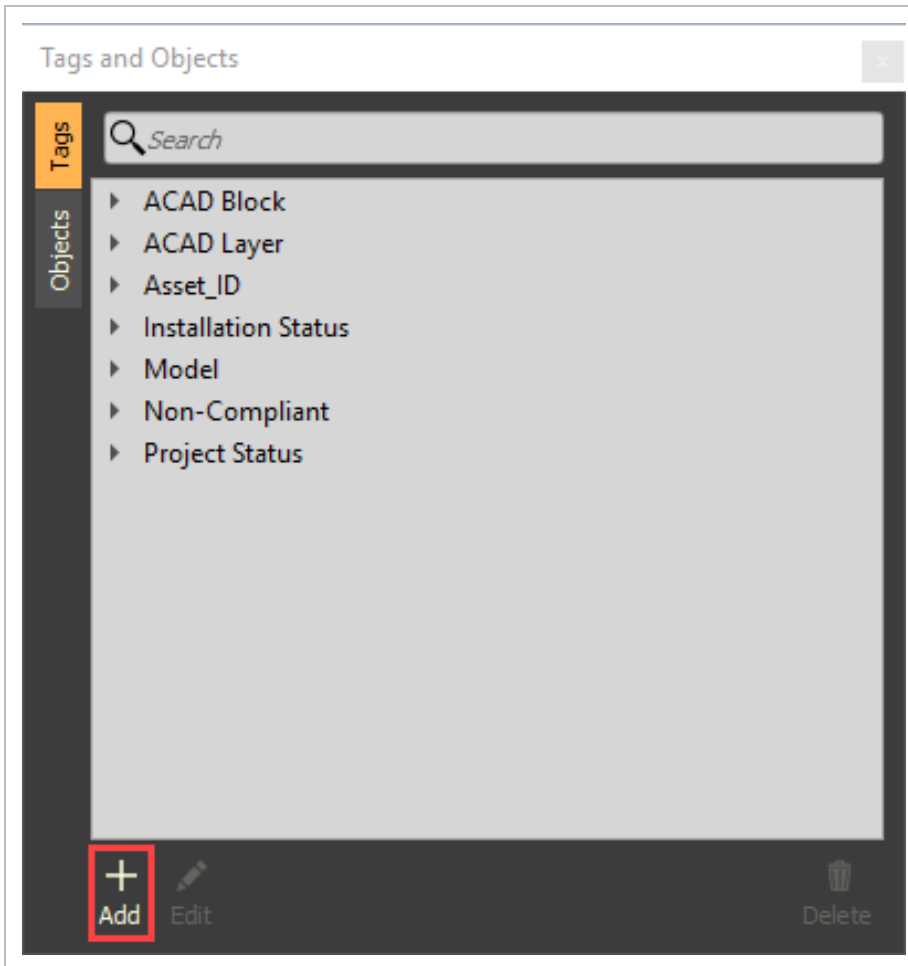 Tags and Objects
x
Tags
Objects
Search
ACAD Block
ACAD Layer
Asset_ID
Installation Status
Model
Non-Compliant
Project Status
Add
Edit
Delete